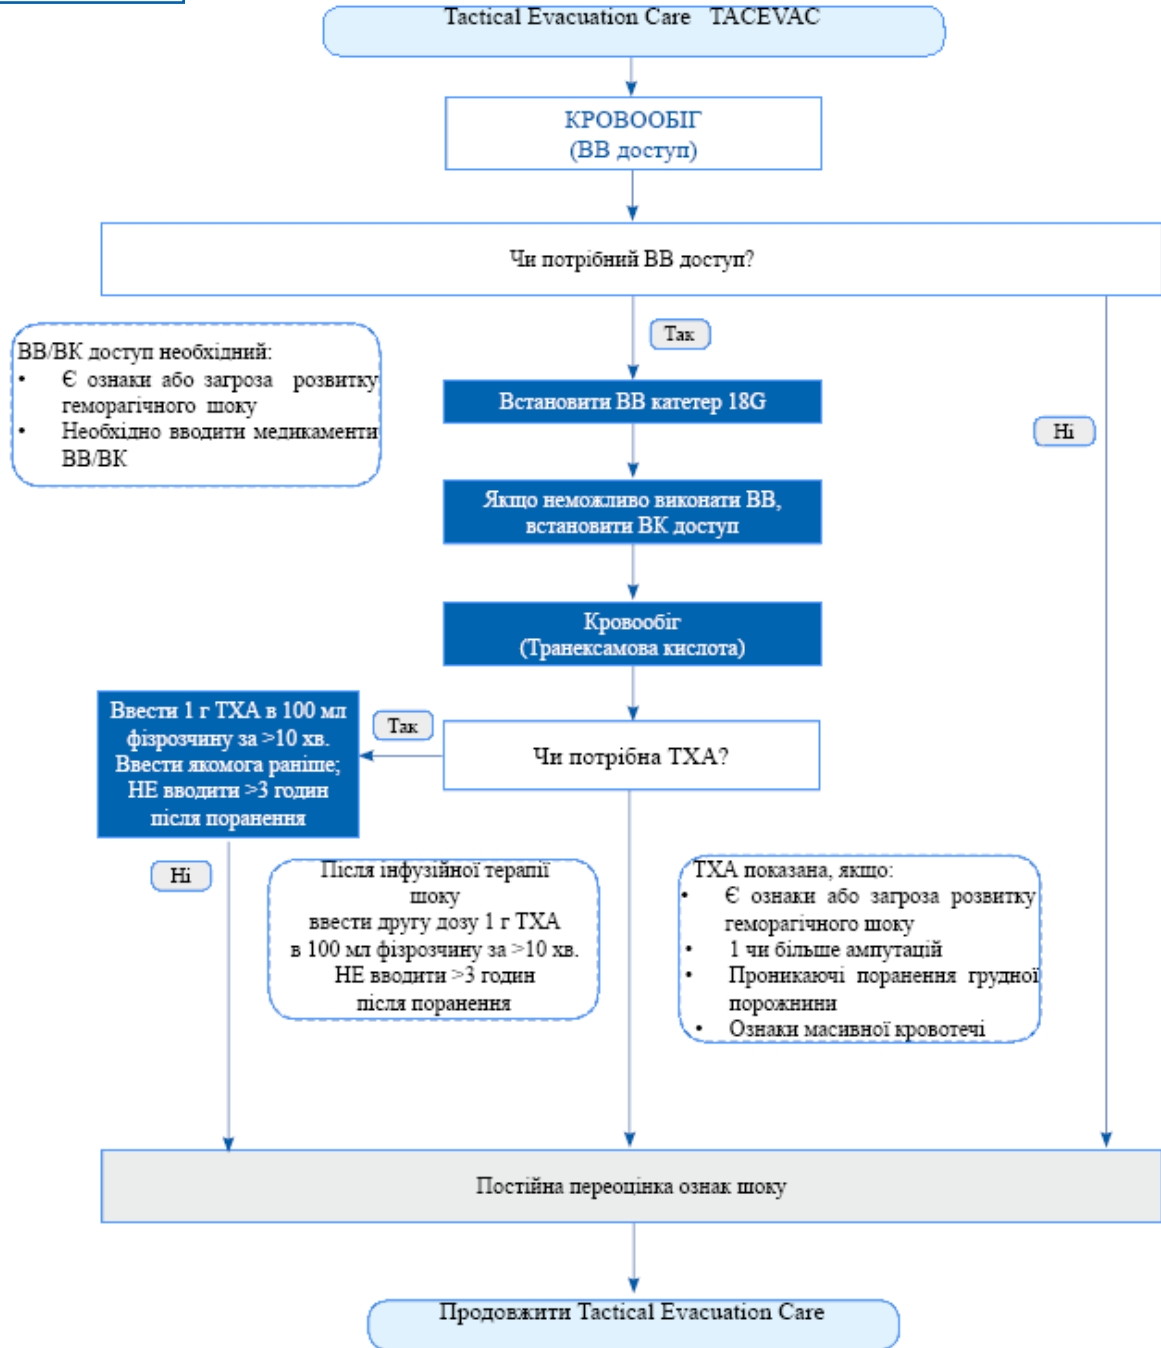 Tactical Evacuation Care TACEVAC
КРОВООБІГ
(ВВ доступ)
Чи потрібний ВВ доступ?
Так
ВВ/ВК доступ необхідний:
• Є ознаки або загроза розвитку
геморагічного шоку
• Необхідно вводити медикаменти
ВВ/ВК
Встановити ВВ катетер 18G
Ні
Якщо неможливо виконати ВВ,
встановити ВК доступ
Кровообіг
(Транексамова кислота)
Ввести 1 г ТХА в 100 мл
фізрозчину за >10 хв.
Ввести якомога раніше;
НЕ вводити >3 годин
після поранення
Так
Чи потрібна ТХА?
Ні
Після інфузійної терапії
шоку
ввести другу дозу 1 г ТХА
в 100 мл фізрозчину за >10 хв.
НЕ вводити >3 годин
після поранення
ТХА показана, якщо:
• Є ознаки або загроза розвитку
геморагічного шоку
• 1 чи більше ампутацій
• Проникаючі поранення грудної
порожнини
• Ознаки масивної кровотечі
Постійна переоцінка ознак шоку
Продовжити Tactical Evacuation Care